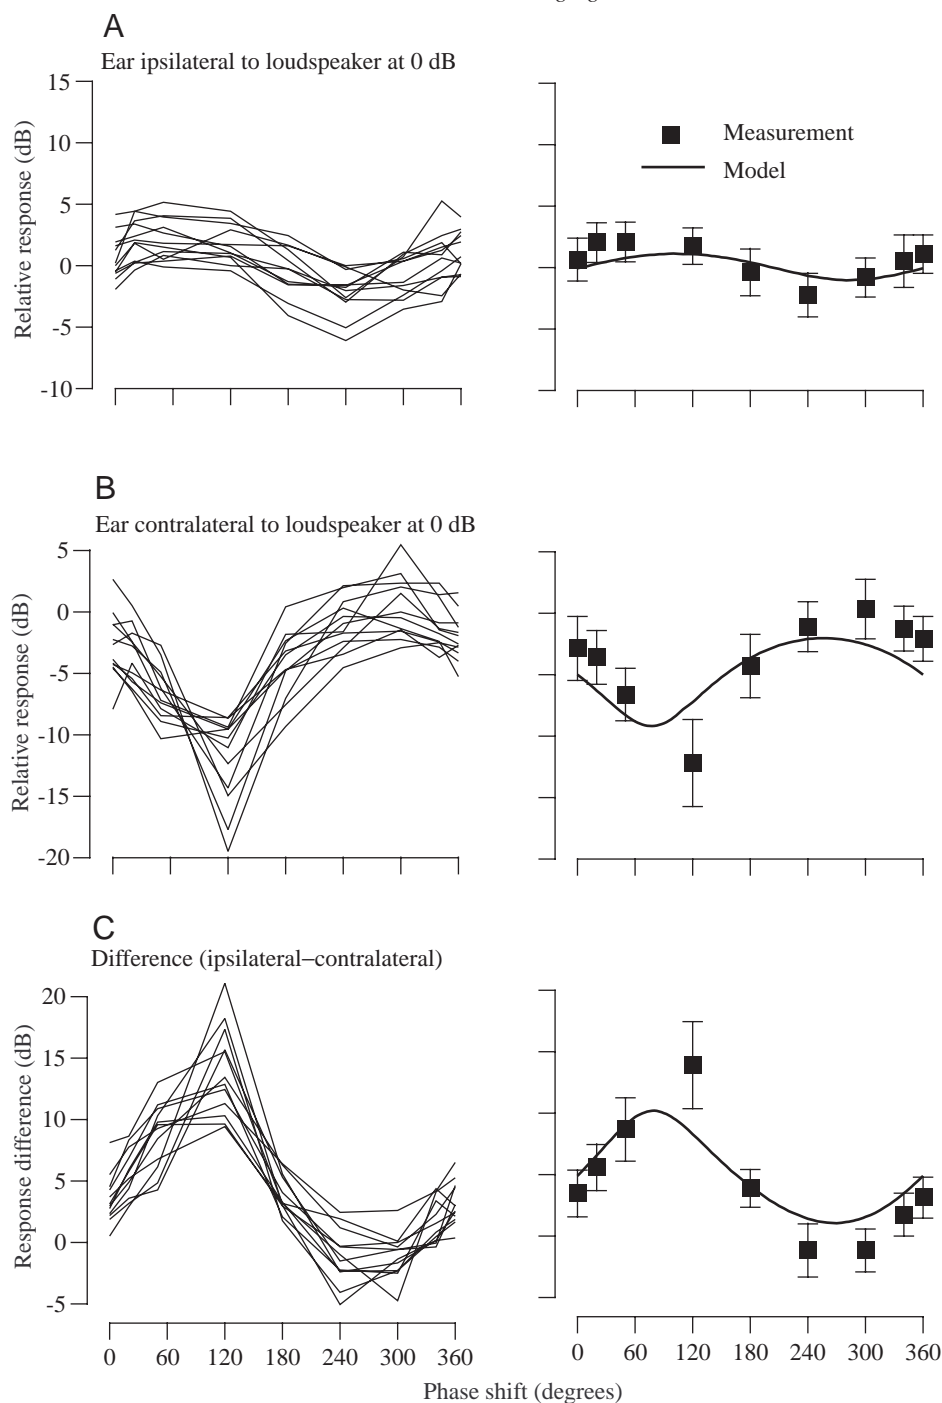 A
Ear ipsilateral to loudspeaker at 0 dB
15
10
5
0
-5
-10
Relative response (dB)
Measurement
Model
B
Ear contralateral to loudspeaker at 0 dB
5
0
-5
-10
-15
-20
Relative response (dB)
C
Difference (ipsilateral–contralateral)
20
15
10
5
0
-5
Response difference (dB)
0 60 120 180 240 300 360
0 60 120 180 240 300 360
Phase shift (degrees)